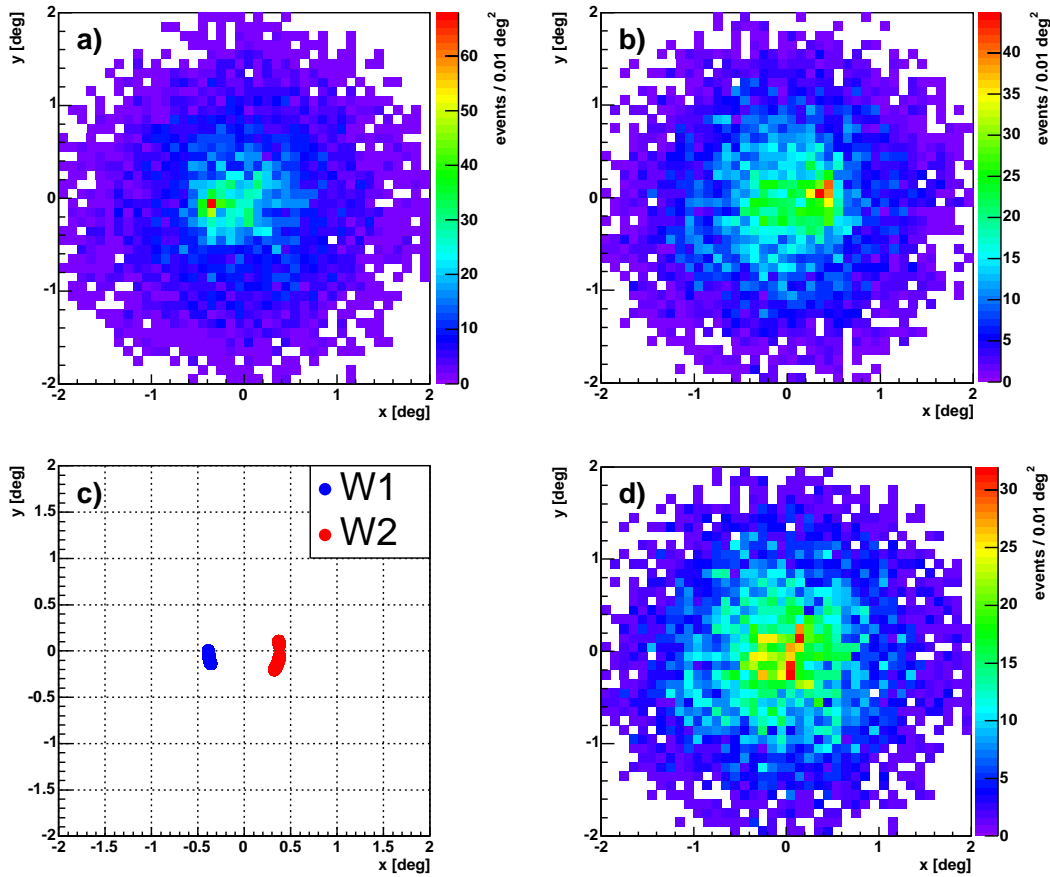 a)
y [deg]
2
1
0
-1
-2
-2 -1 0 1 2
x [deg]
0 10 20 30 40 50 60
events / 0.01 deg²
b)
y [deg]
2
1
0
-1
-2
-2 -1 0 1 2
x [deg]
0 5 10 15 20 25 30 35 40
events / 0.01 deg²
c)
W1
W2
y [deg]
2
1.5
1
0.5
0
-0.5
-1
-1.5
-2
-2 -1.5 -1 -0.5 0 0.5 1 1.5 2
x [deg]
d)
y [deg]
2
1
0
-1
-2
-2 -1 0 1 2
x [deg]
0 5 10 15 20 25 30
events / 0.01 deg²